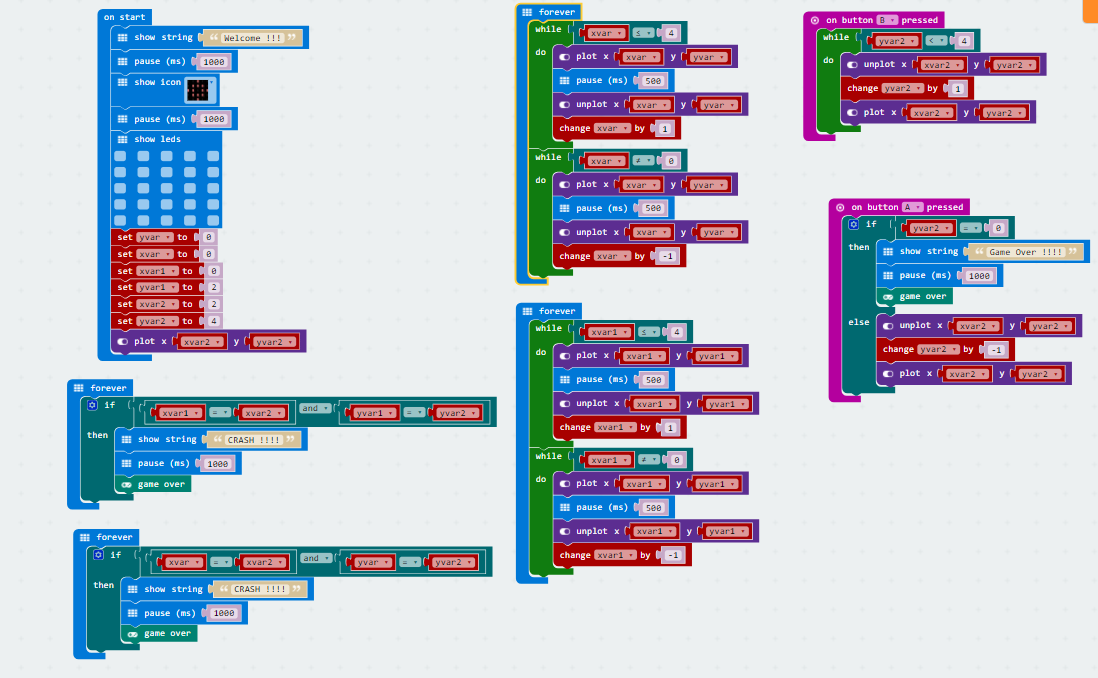 on start
show string “ Welcome !!! ”
pause (ms) 1000
show icon
pause (ms) 1000
show leds
set yvar to 0
set xvar to 0
set xvar1 to 0
set yvar1 to 2
set xvar2 to 2
set yvar2 to 4
plot x xvar2 y yvar2
forever
if xvar1 = xvar2 and yvar1 = yvar2
then
show string “ CRASH !!!! ”
pause (ms) 1000
game over
forever
if xvar = xvar2 and yvar = yvar2
then
show string “ CRASH !!!! ”
pause (ms) 1000
game over
forever
while xvar ≤ 4
do plot x xvar y yvar
pause (ms) 500
unplot x xvar y yvar
change xvar by 1
while xvar ≠ 0
do plot x xvar y yvar
pause (ms) 500
unplot x xvar y yvar
change xvar by -1
forever
while xvar1 ≤ 4
do plot x xvar1 y yvar1
pause (ms) 500
unplot x xvar1 y yvar1
change xvar1 by 1
while xvar1 ≠ 0
do plot x xvar1 y yvar1
pause (ms) 500
unplot x xvar1 y yvar1
change xvar1 by -1
on button B pressed
while yvar2 < 4
do unplot x xvar2 y yvar2
change yvar2 by 1
plot x xvar2 y yvar2
on button A pressed
if yvar2 = 0
then show string “ Game Over !!!! ”
pause (ms) 1000
game over
else unplot x xvar2 y yvar2
change yvar2 by -1
plot x xvar2 y yvar2